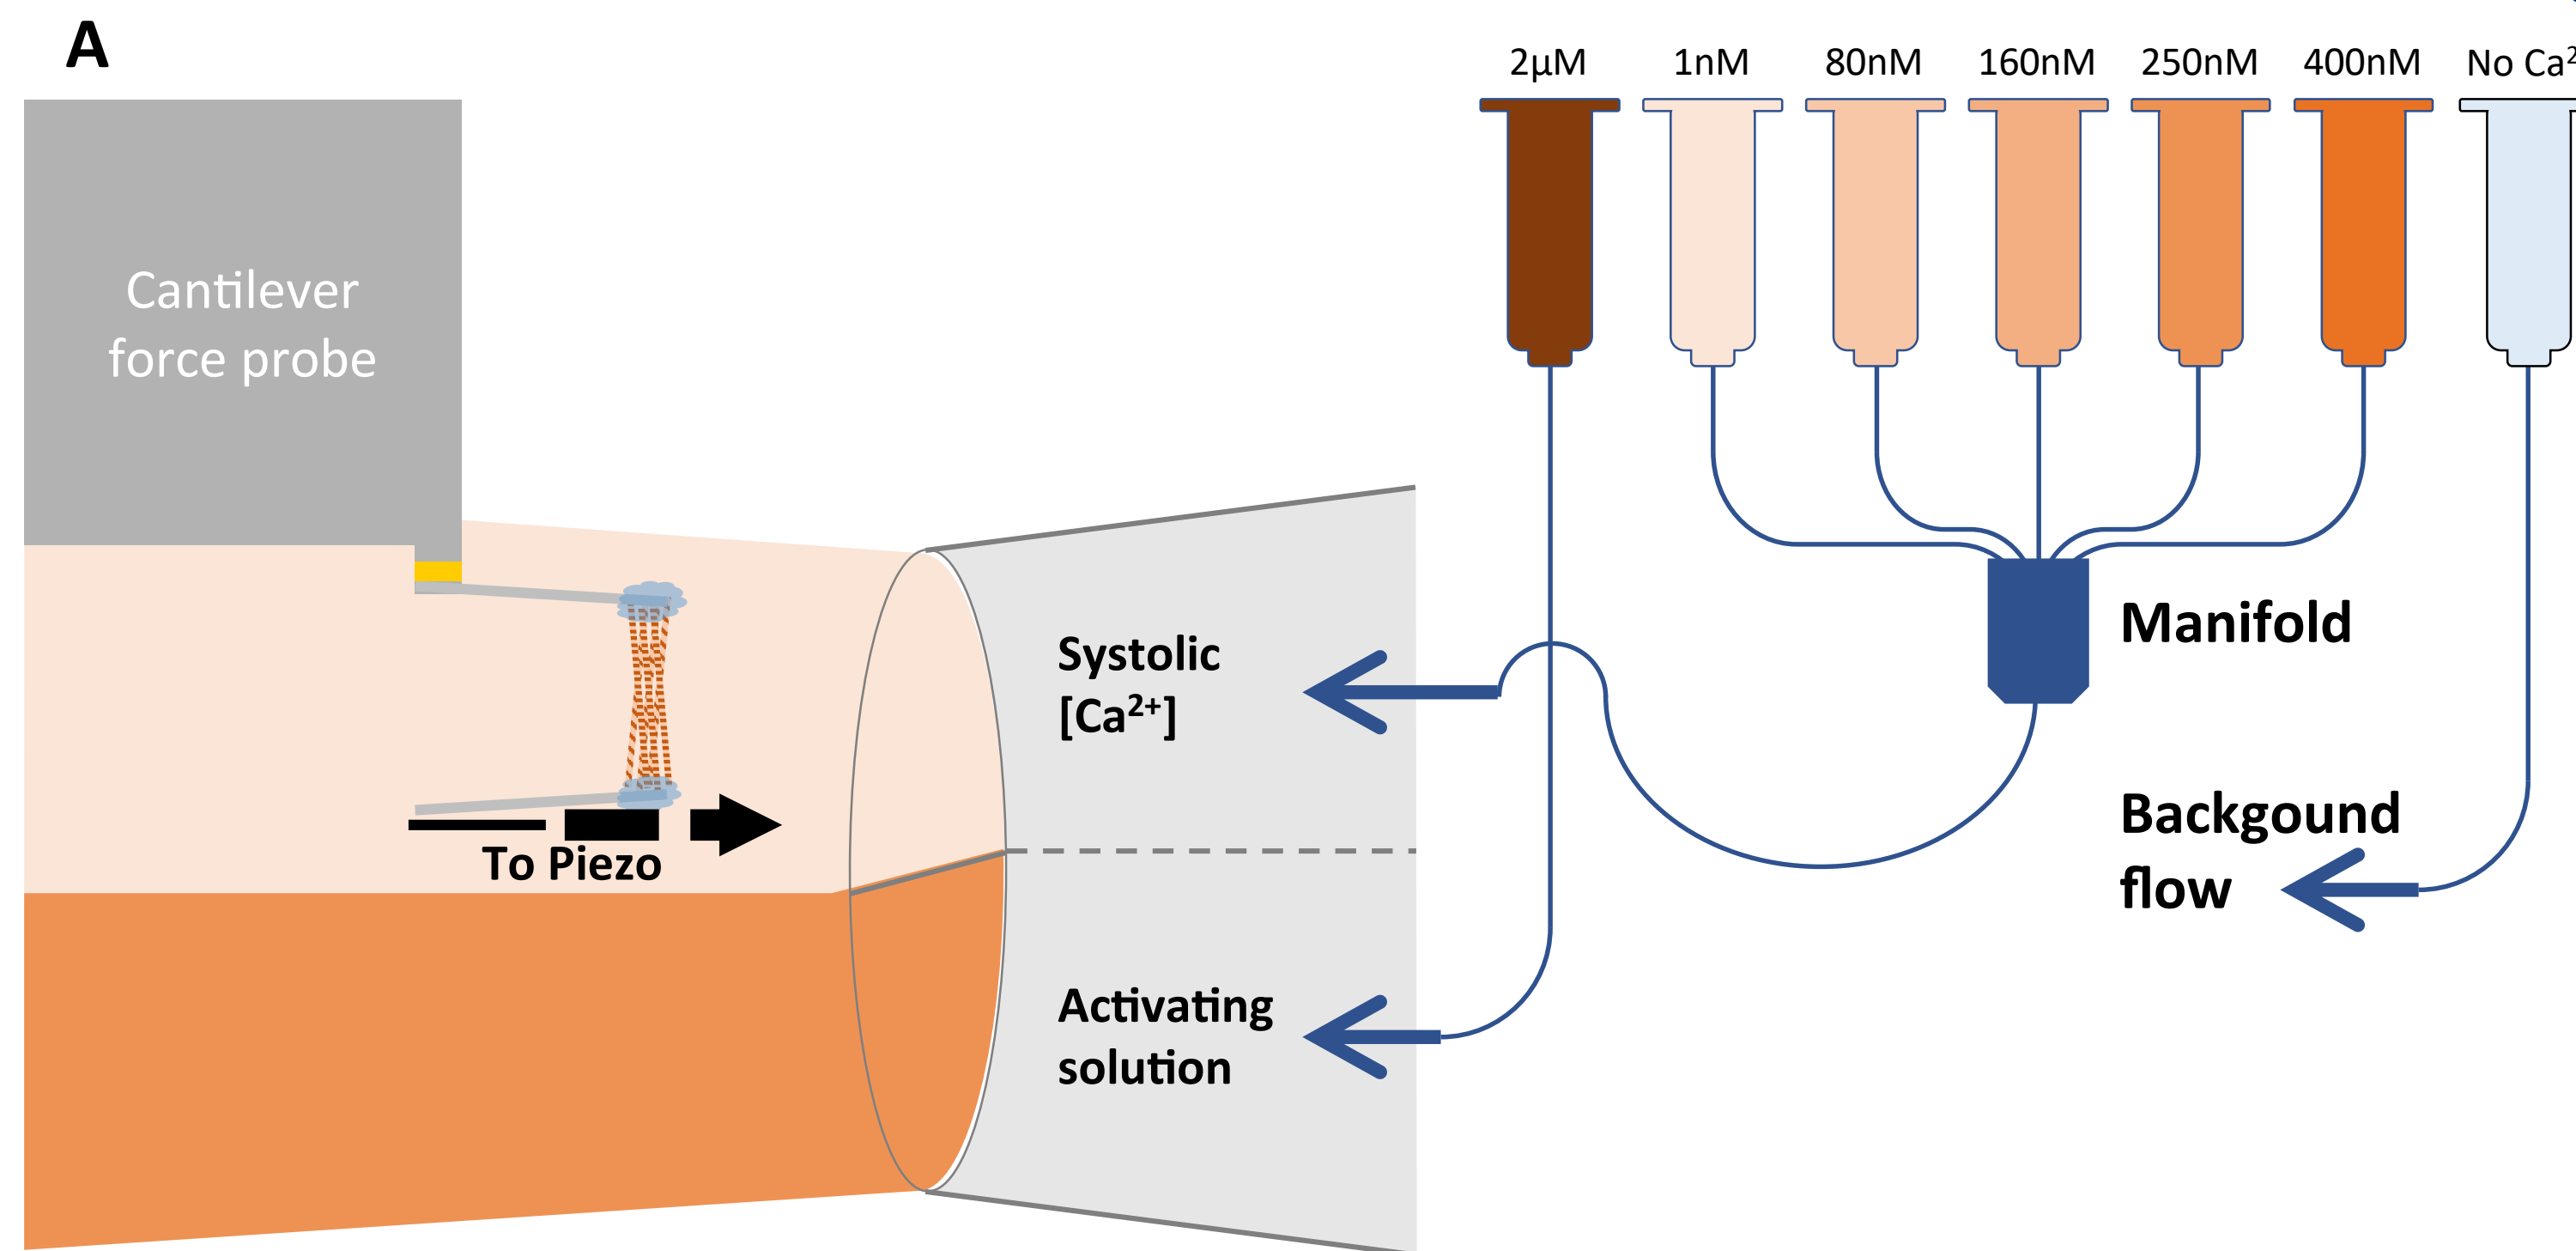 A
2µM 1nM 80nM 160nM 250nM 400nM No Ca2
Cantilever
force probe
Manifold
Systolic
[Ca2+]
To Piezo
Backgound
flow
Activating
solution